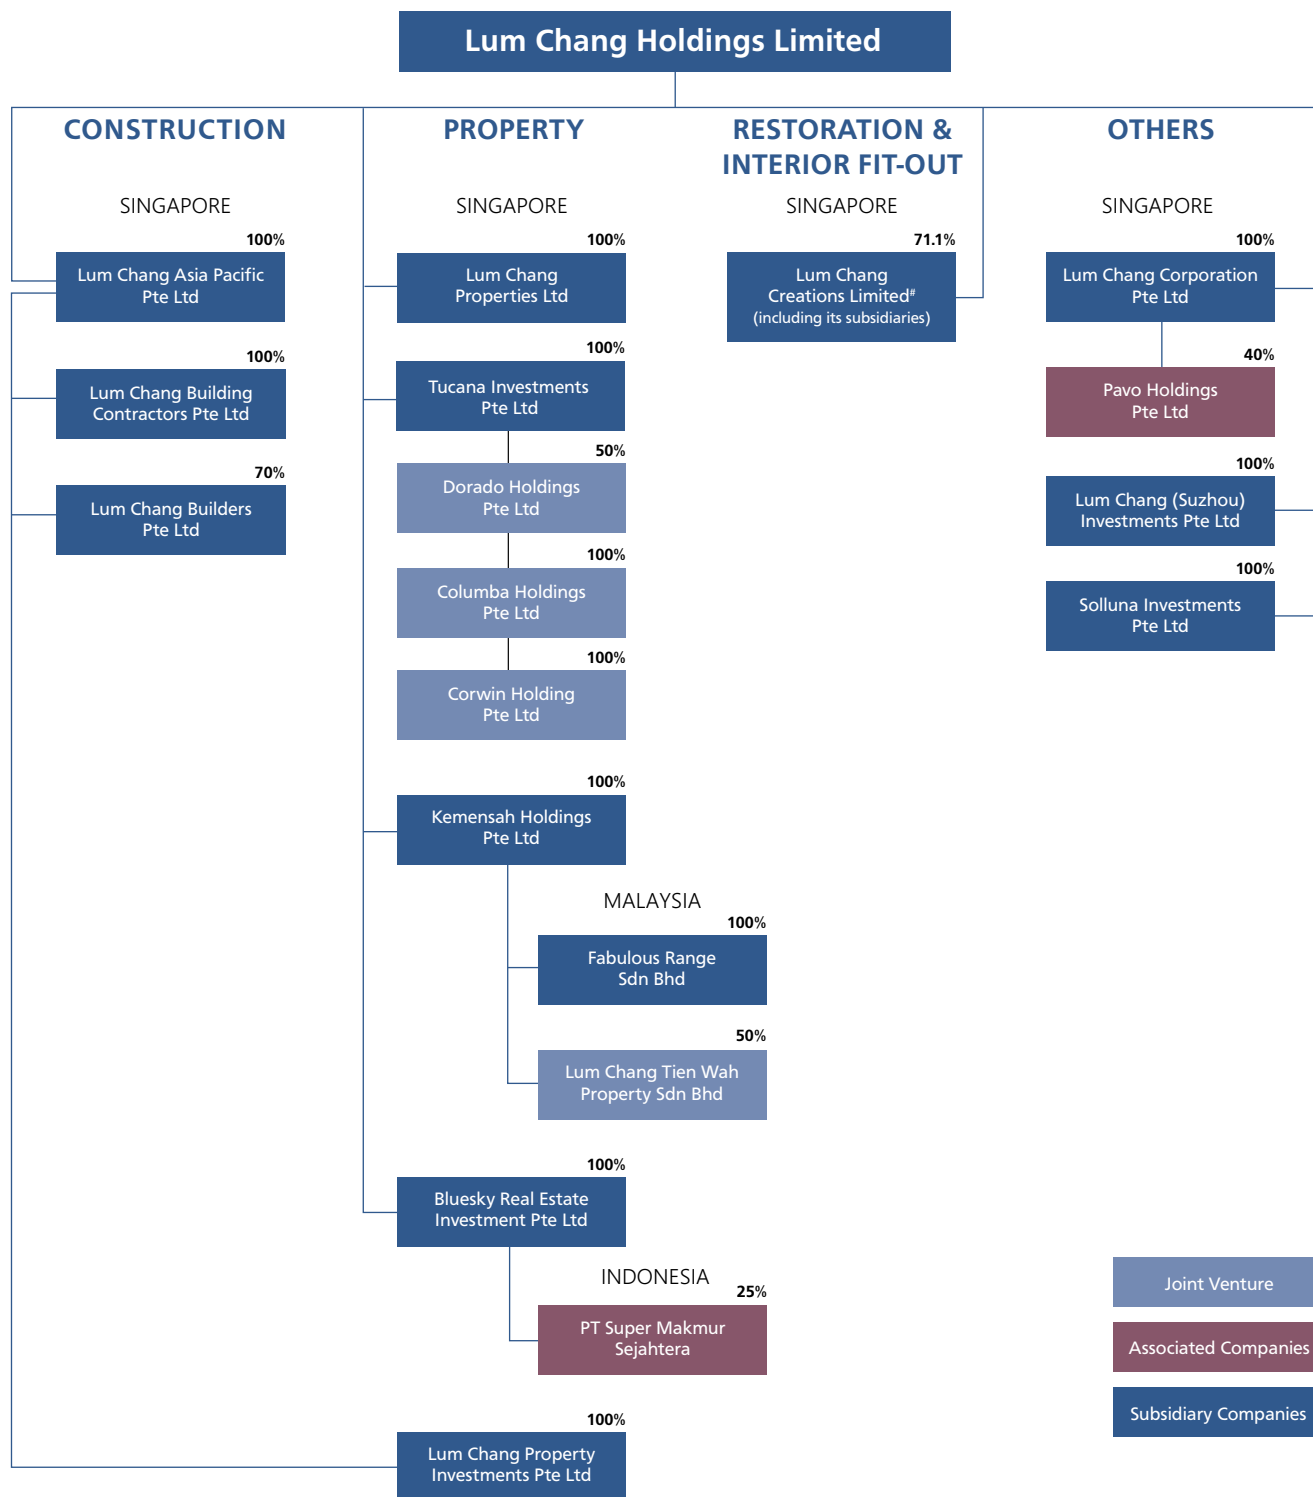 Lum Chang Holdings Limited
CONSTRUCTION
SINGAPORE
100%
Lum Chang Asia Pacific
Pte Ltd
100%
Lum Chang Building
Contractors Pte Ltd
70%
Lum Chang Builders
Pte Ltd
PROPERTY
SINGAPORE
100%
Lum Chang
Properties Ltd
100%
Tucana Investments
Pte Ltd
50%
Dorado Holdings
Pte Ltd
100%
Columba Holdings
Pte Ltd
100%
Corwin Holding
Pte Ltd
100%
Kemensah Holdings
Pte Ltd
MALAYSIA
100%
Fabulous Range
Sdn Bhd
50%
Lum Chang Tien Wah
Property Sdn Bhd
100%
Bluesky Real Estate
Investment Pte Ltd
INDONESIA
25%
PT Super Makmur
Sejahtera
100%
Lum Chang Property
Investments Pte Ltd
RESTORATION &
INTERIOR FIT-OUT
SINGAPORE
71.1%
Lum Chang
Creations Limited#
(including its subsidiaries)
OTHERS
SINGAPORE
100%
Lum Chang Corporation
Pte Ltd
40%
Pavo Holdings
Pte Ltd
100%
Lum Chang (Suzhou)
Investments Pte Ltd
100%
Solluna Investments
Pte Ltd
Joint Venture
Associated Companies
Subsidiary Companies